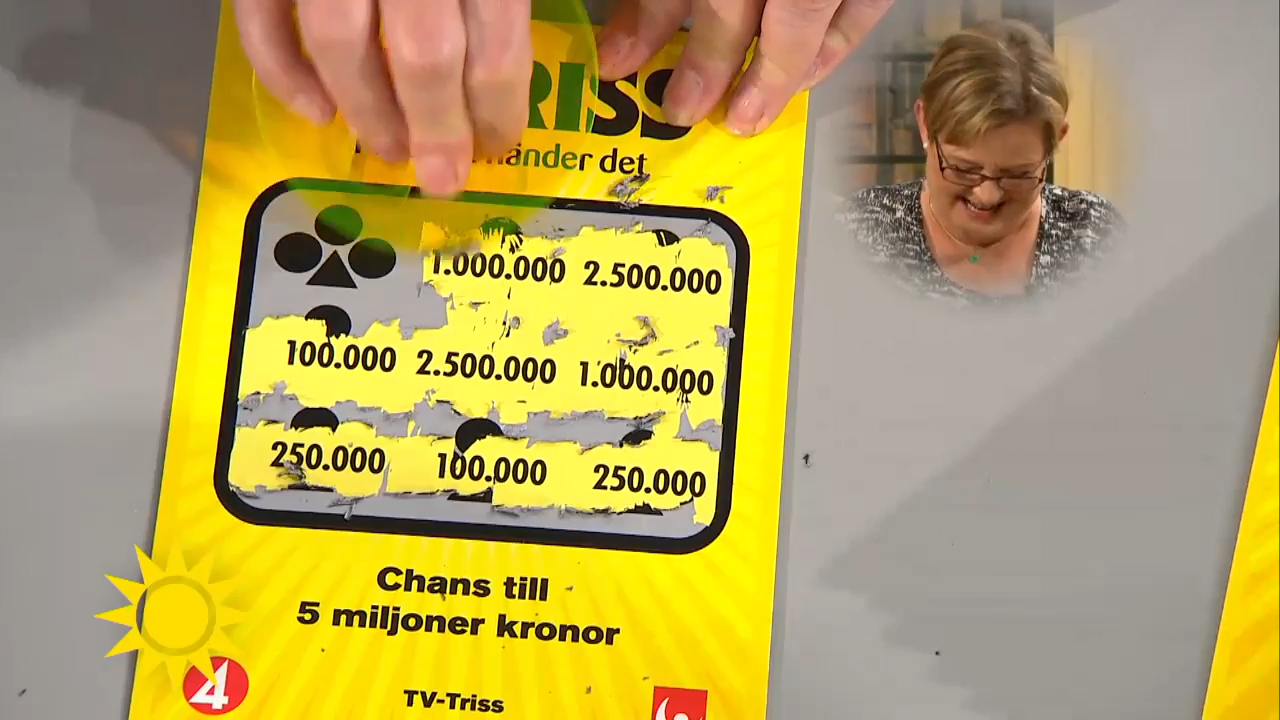 RISS
händer det
1.000.000 2.500.000
100.000 2.500.000 1.000.000
250.000 100.000 250.000
Chans till
5 miljoner kronor
4
TV-Triss